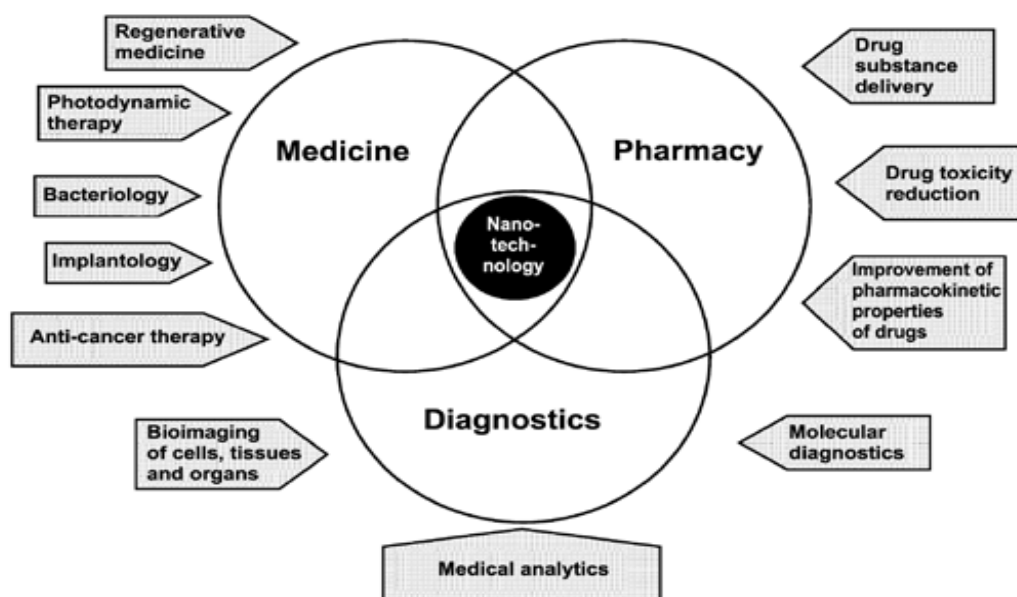 Regenerative
medicine
Photodynamic
therapy
Bacteriology
Implantology
Anti-cancer therapy
Bioimaging
of cells, tissues
and organs
Medicine
Pharmacy
Nano-
tech-
nology
Diagnostics
Drug
substance
delivery
Drug toxicity
reduction
Improvement of
pharmacokinetic
properties
of drugs
Molecular
diagnostics
Medical analytics